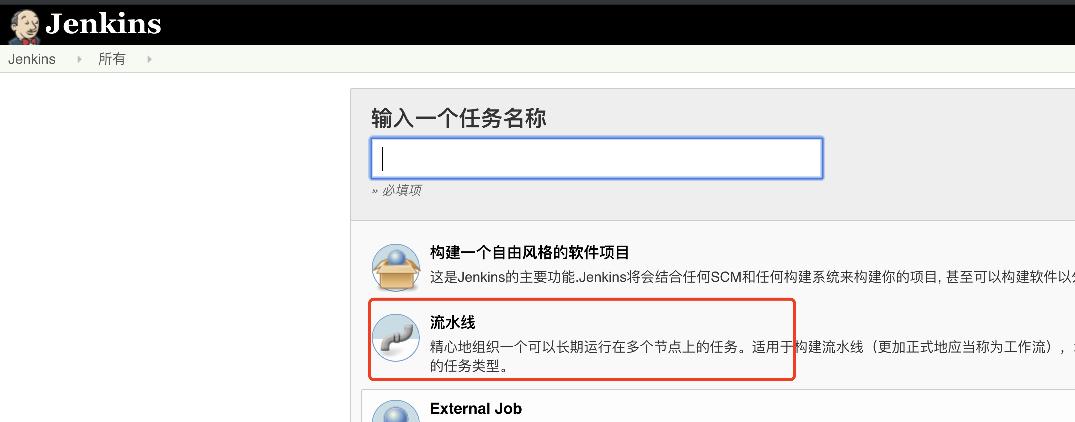 Jenkins
Jenkins 所有
输入一个任务名称
» 必填项
构建一个自由风格的软件项目
这是Jenkins的主要功能.Jenkins将会结合任何SCM和任何构建系统来构建你的项目, 甚至可以构建软件以
流水线
精心地组织一个可以长期运行在多个节点上的任务。适用于构建流水线（更加正式地应当称为工作流），
的任务类型。
External Job